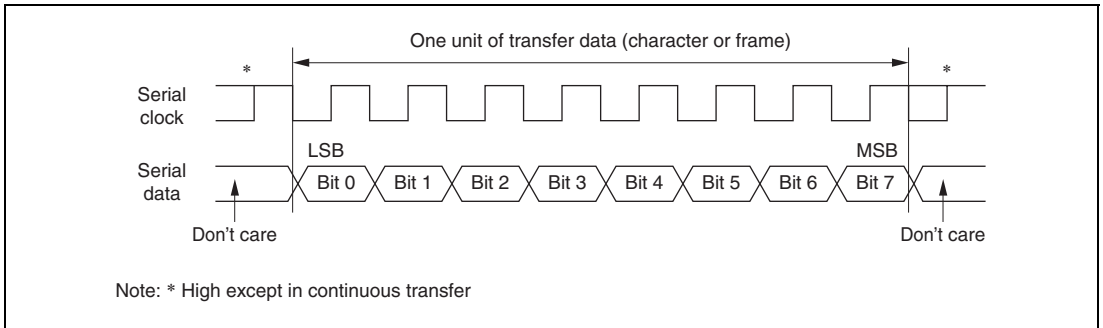 One unit of transfer data (character or frame)
* *
Serial
clock
LSB MSB
Serial
data
Bit 0 Bit 1 Bit 2 Bit 3 Bit 4 Bit 5 Bit 6 Bit 7
Don't care Don't care
Note: * High except in continuous transfer